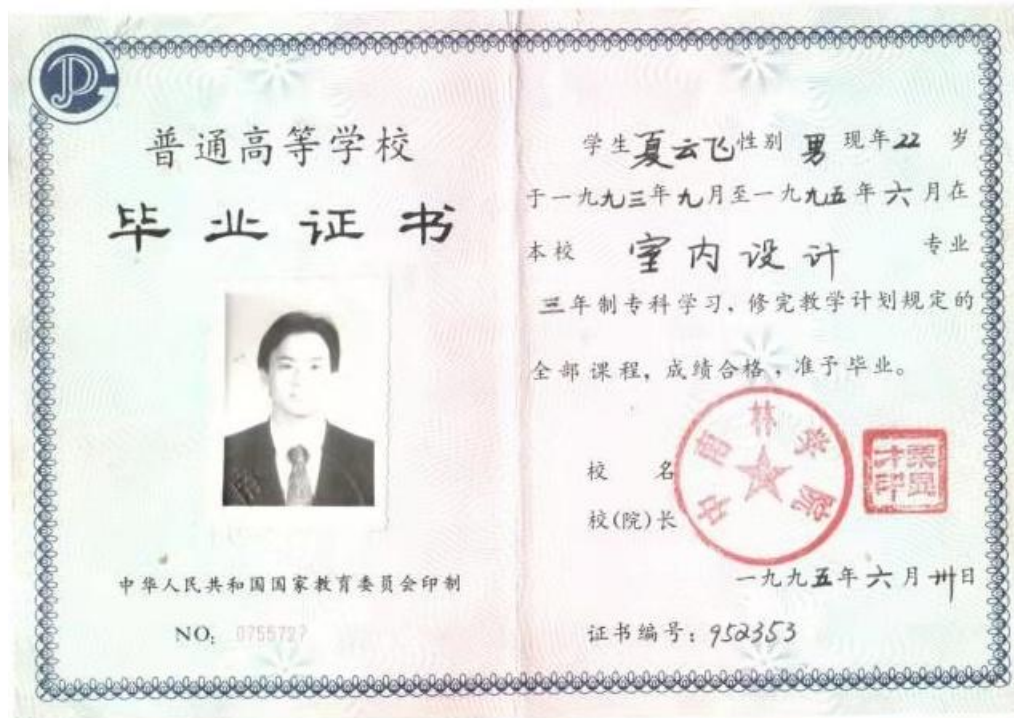 普通高等学校
毕业证书
中华人民共和国国家教育委员会印制
NO: 0755727
学生夏云飞性别 男 现年22 岁
于一九九三年九月至一九九五年六月在
本校 室内设计 专业
三年制专科学习，修完教学计划规定的
全部课程，成绩合格，准予毕业。
中南林学院
校 名
校(院)长
一九九五年六月卅日
证书编号：952353